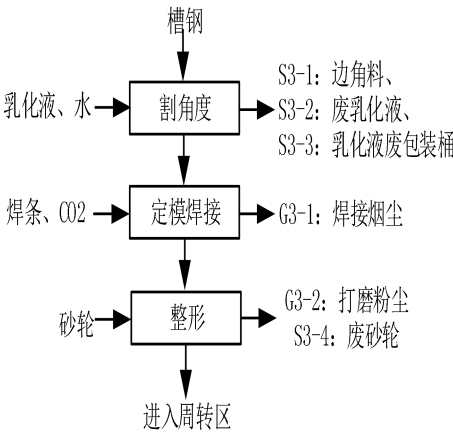 槽钢
乳化液、水
割角度
S3-1：边角料、
S3-2：废乳化液、
S3-3：乳化液废包装桶
焊条、CO2
定模焊接
G3-1：焊接烟尘
砂轮
整形
G3-2：打磨粉尘
S3-4：废砂轮
进入周转区